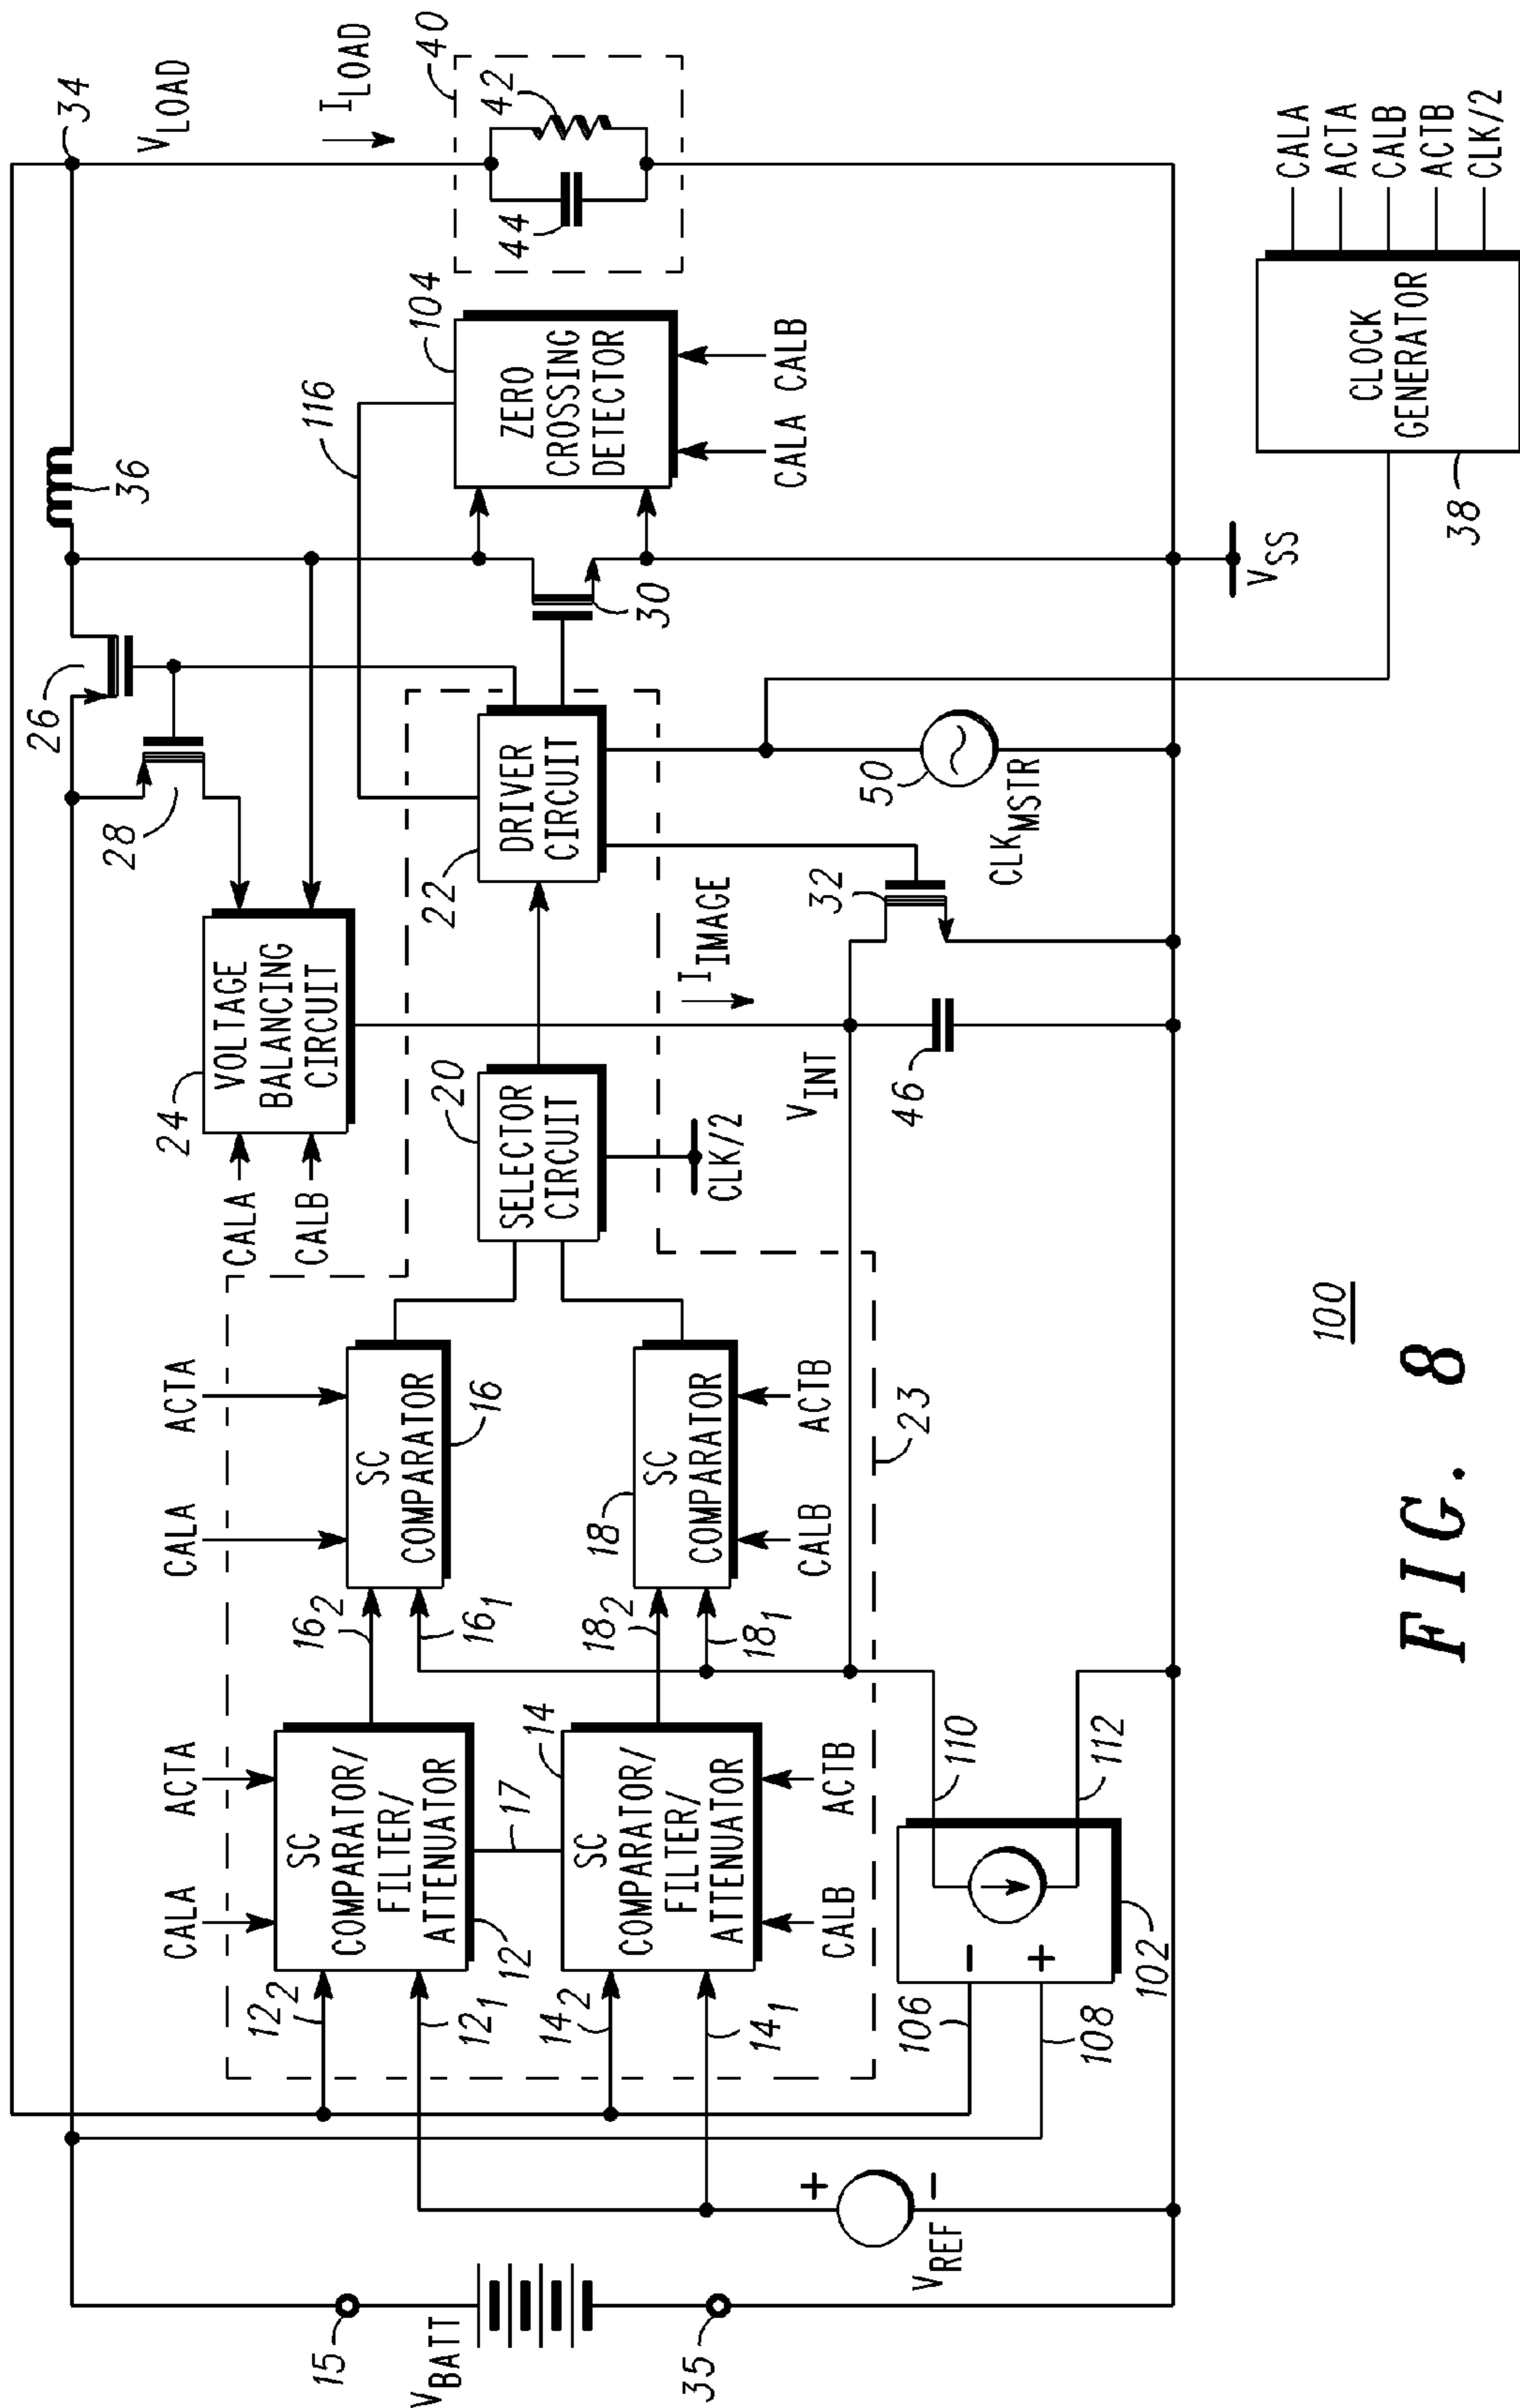 34
V_LOAD
I_LOAD
40
42
44
36
26
28
116
104
ZERO
CROSSING
DETECTOR
CALA CALB
30
V_SS
24
VOLTAGE
BALANCING
CIRCUIT
CALA
CALB
22
DRIVER
CIRCUIT
20
SELECTOR
CIRCUIT
CLK/2
I_IMAGE
V_INT
46
32
50
CLK_MSTR
CALA
ACTA
CALB
ACTB
CLK/2
CLOCK
GENERATOR
38
CALA
ACTA
CALA
ACTA
12_2
12_1
SC
COMPARATOR/
FILTER/
ATTENUATOR
12
16_2
16_1
SC
COMPARATOR
16
17
14_2
14_1
14
SC
COMPARATOR/
FILTER/
ATTENUATOR
CALB
ACTB
18_2
18_1
18
SC
COMPARATOR
CALB
ACTB
23
15
V_BATT
35
+
−
V_REF
106
108
−
+
102
110
112
100
FIG. 8